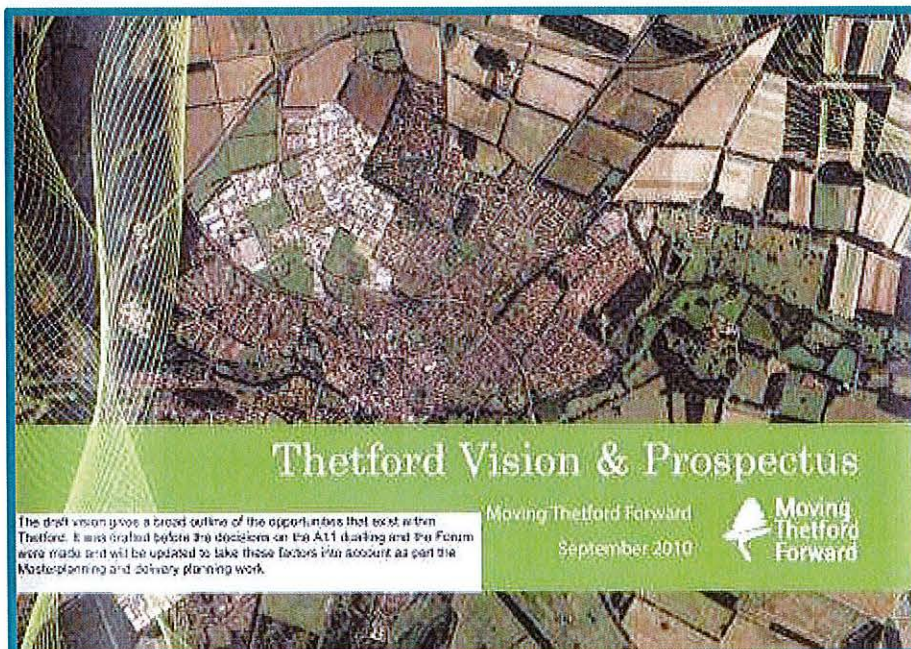 Thetford Vision & Prospectus
Moving Thetford Forward
September 2010
Moving
Thetford
Forward
The draft vision gives a broad outline of the opportunities that exist within
Thetford. It was drafted before the decisions on the A11 dualling and the Forum
were made and will be updated to take these factors into account as part the
Masterplanning and delivery planning work